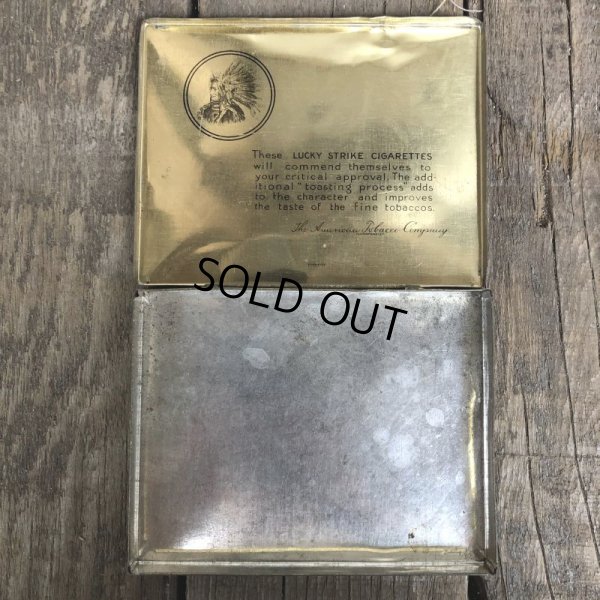 These LUCKY STRIKE CIGARETTES
will commend themselves to
your critical approval. The add-
itional "toasting process" adds
to the character and improves
the taste of the fine tobaccos.
The American Tobacco Company
SOLD OUT